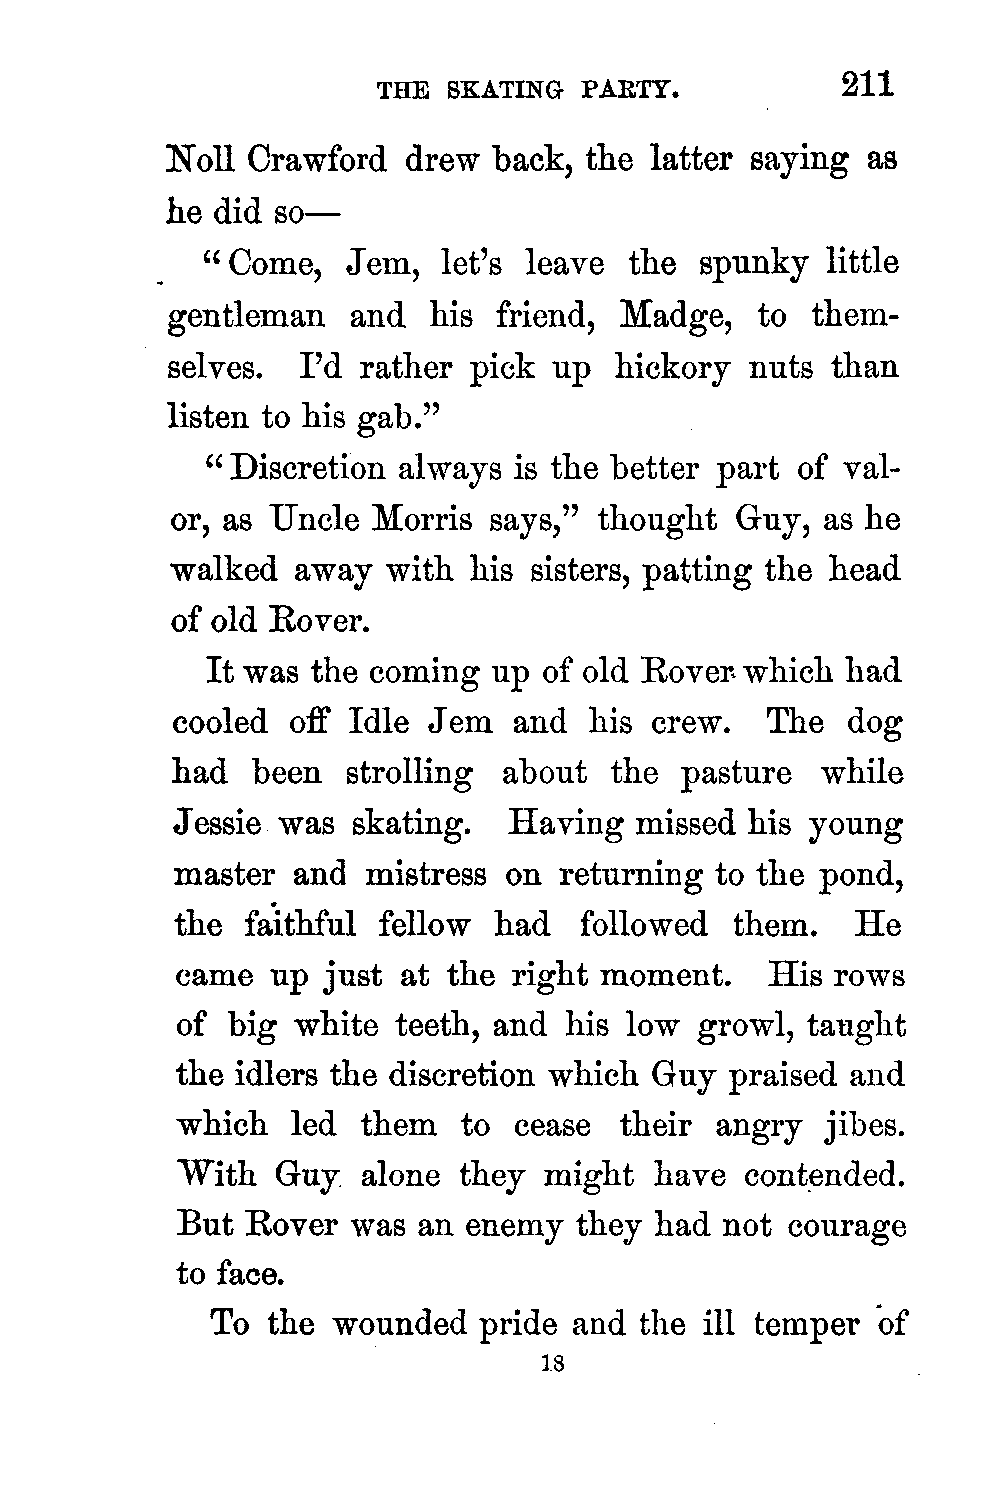 THE SKATING PARTY. 211
Noll Crawford drew back, the latter saying as
he did so—
“Come, Jem, let’s leave the spunky little
gentleman and his friend, Madge, to them-
selves. I’d rather pick up hickory nuts than
listen to his gab.”
“Discretion always is the better part of val-
or, as Uncle Morris says,” thought Guy, as he
walked away with his sisters, patting the head
of old Rover.
It was the coming up of old Rover which had
cooled off Idle Jem and his crew. The dog
had been strolling about the pasture while
Jessie was skating. Having missed his young
master and mistress on returning to the pond,
the faithful fellow had followed them. He
came up just at the right moment. His rows
of big white teeth, and his low growl, taught
the idlers the discretion which Guy praised and
which led them to cease their angry jibes.
With Guy alone they might have contended.
But Rover was an enemy they had not courage
to face.
To the wounded pride and the ill temper of
18